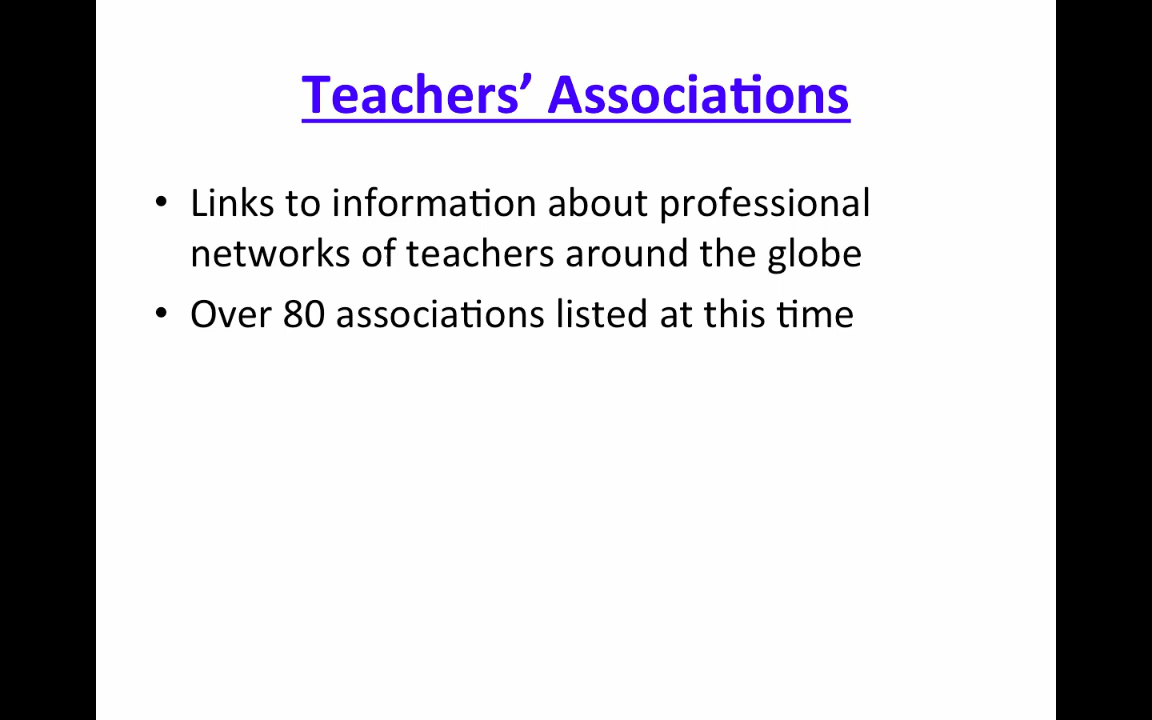 Teachers’ Associations
• Links to information about professional
networks of teachers around the globe
• Over 80 associations listed at this time